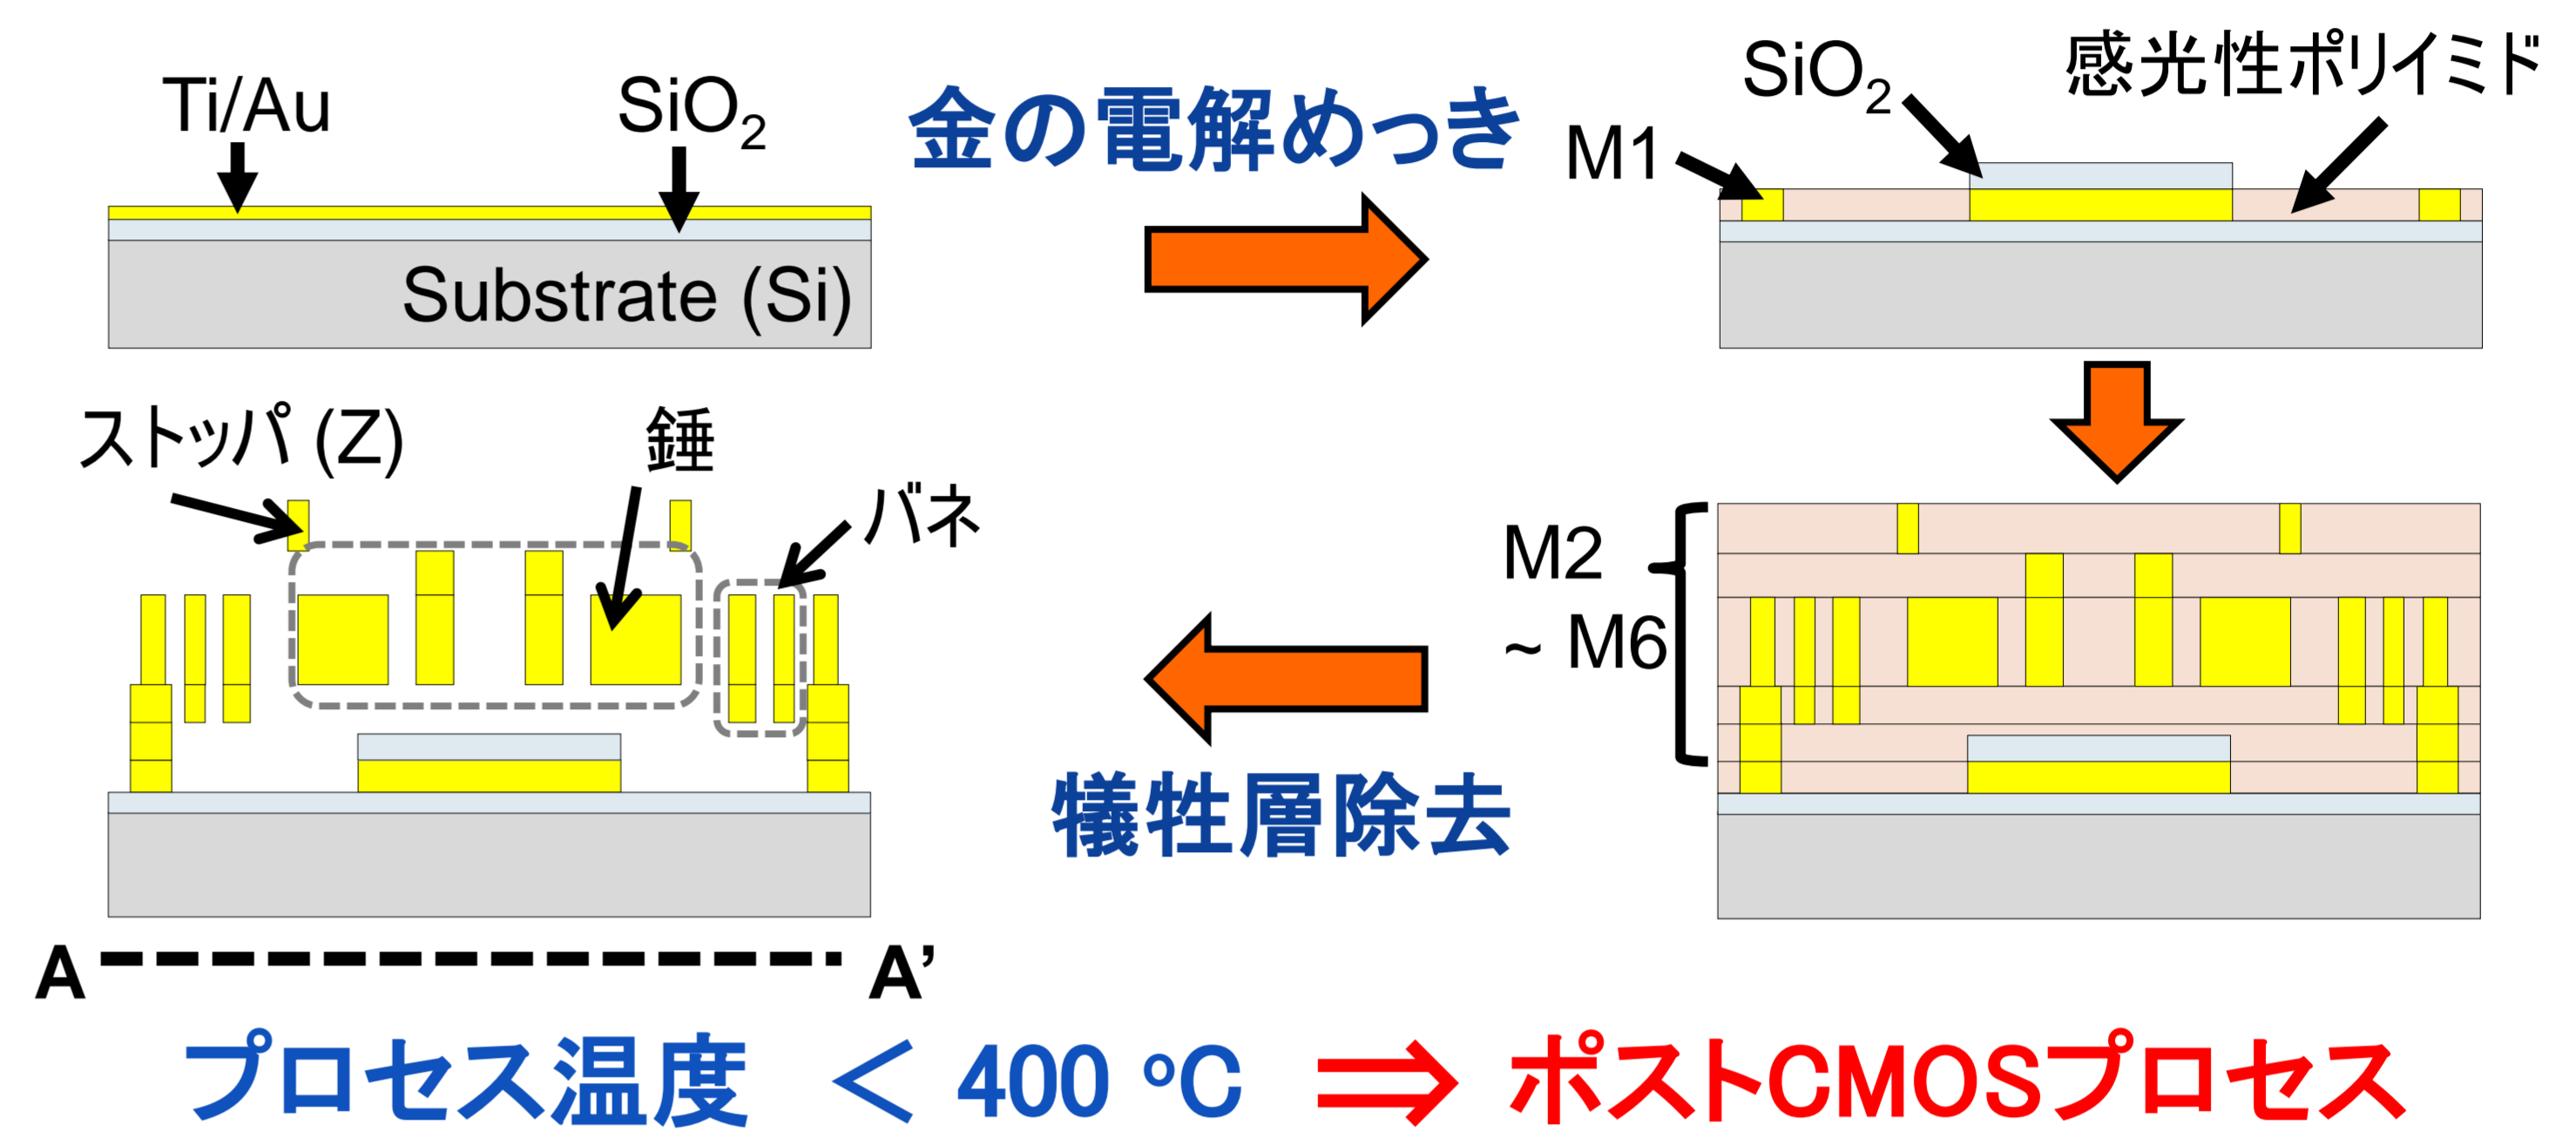 Ti/Au
SiO2
Substrate (Si)
金の電解めっき
SiO2
感光性ポリイミド
M1
M2
~ M6
犠牲層除去
ストッパ (Z)
錘
バネ
A
A’
プロセス温度 < 400 ℃ ⇒ ポストCMOSプロセス